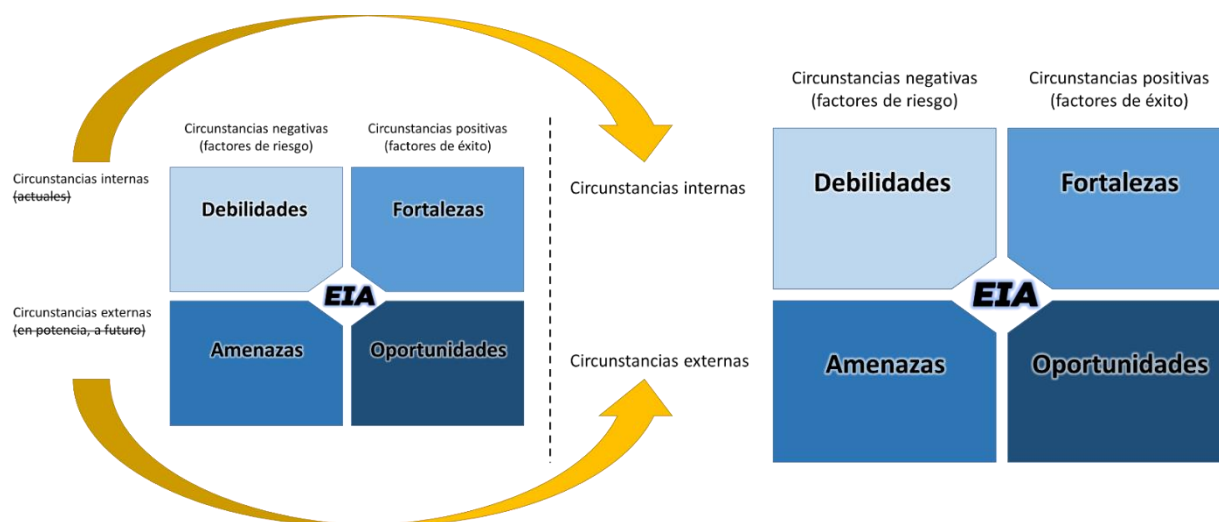 Circunstancias negativas
(factores de riesgo)
Circunstancias positivas
(factores de éxito)
Circunstancias internas
(actuales)
Debilidades
Fortalezas
EIA
Circunstancias externas
(en potencia, a futuro)
Amenazas
Oportunidades
Circunstancias negativas
(factores de riesgo)
Circunstancias positivas
(factores de éxito)
Circunstancias internas
Debilidades
Fortalezas
EIA
Circunstancias externas
Amenazas
Oportunidades